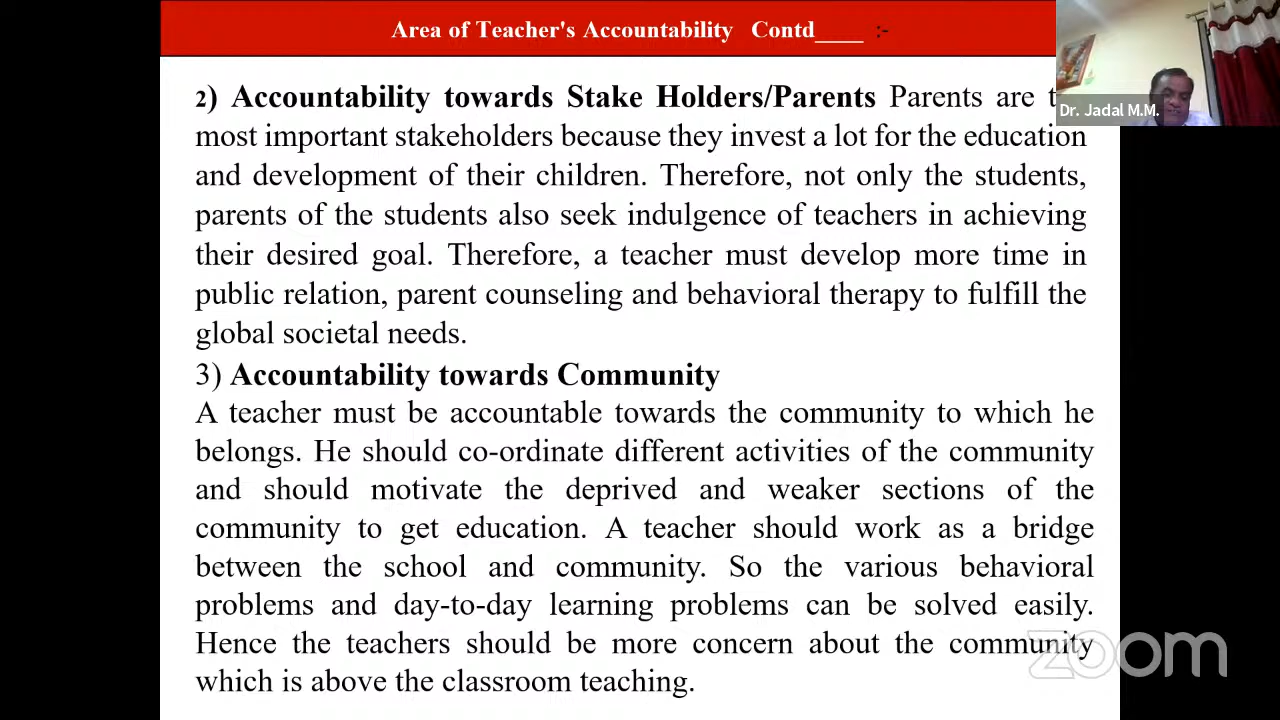 Area of Teacher's Accountability Contd____ :-
2) Accountability towards Stake Holders/Parents Parents are
most important stakeholders because they invest a lot for the education
and development of their children. Therefore, not only the students,
parents of the students also seek indulgence of teachers in achieving
their desired goal. Therefore, a teacher must develop more time in
public relation, parent counseling and behavioral therapy to fulfill the
global societal needs.
3) Accountability towards Community
A teacher must be accountable towards the community to which he
belongs. He should co-ordinate different activities of the community
and should motivate the deprived and weaker sections of the
community to get education. A teacher should work as a bridge
between the school and community. So the various behavioral
problems and day-to-day learning problems can be solved easily.
Hence the teachers should be more concern about the community
which is above the classroom teaching.
Dr. Jadal M.M.
zoom